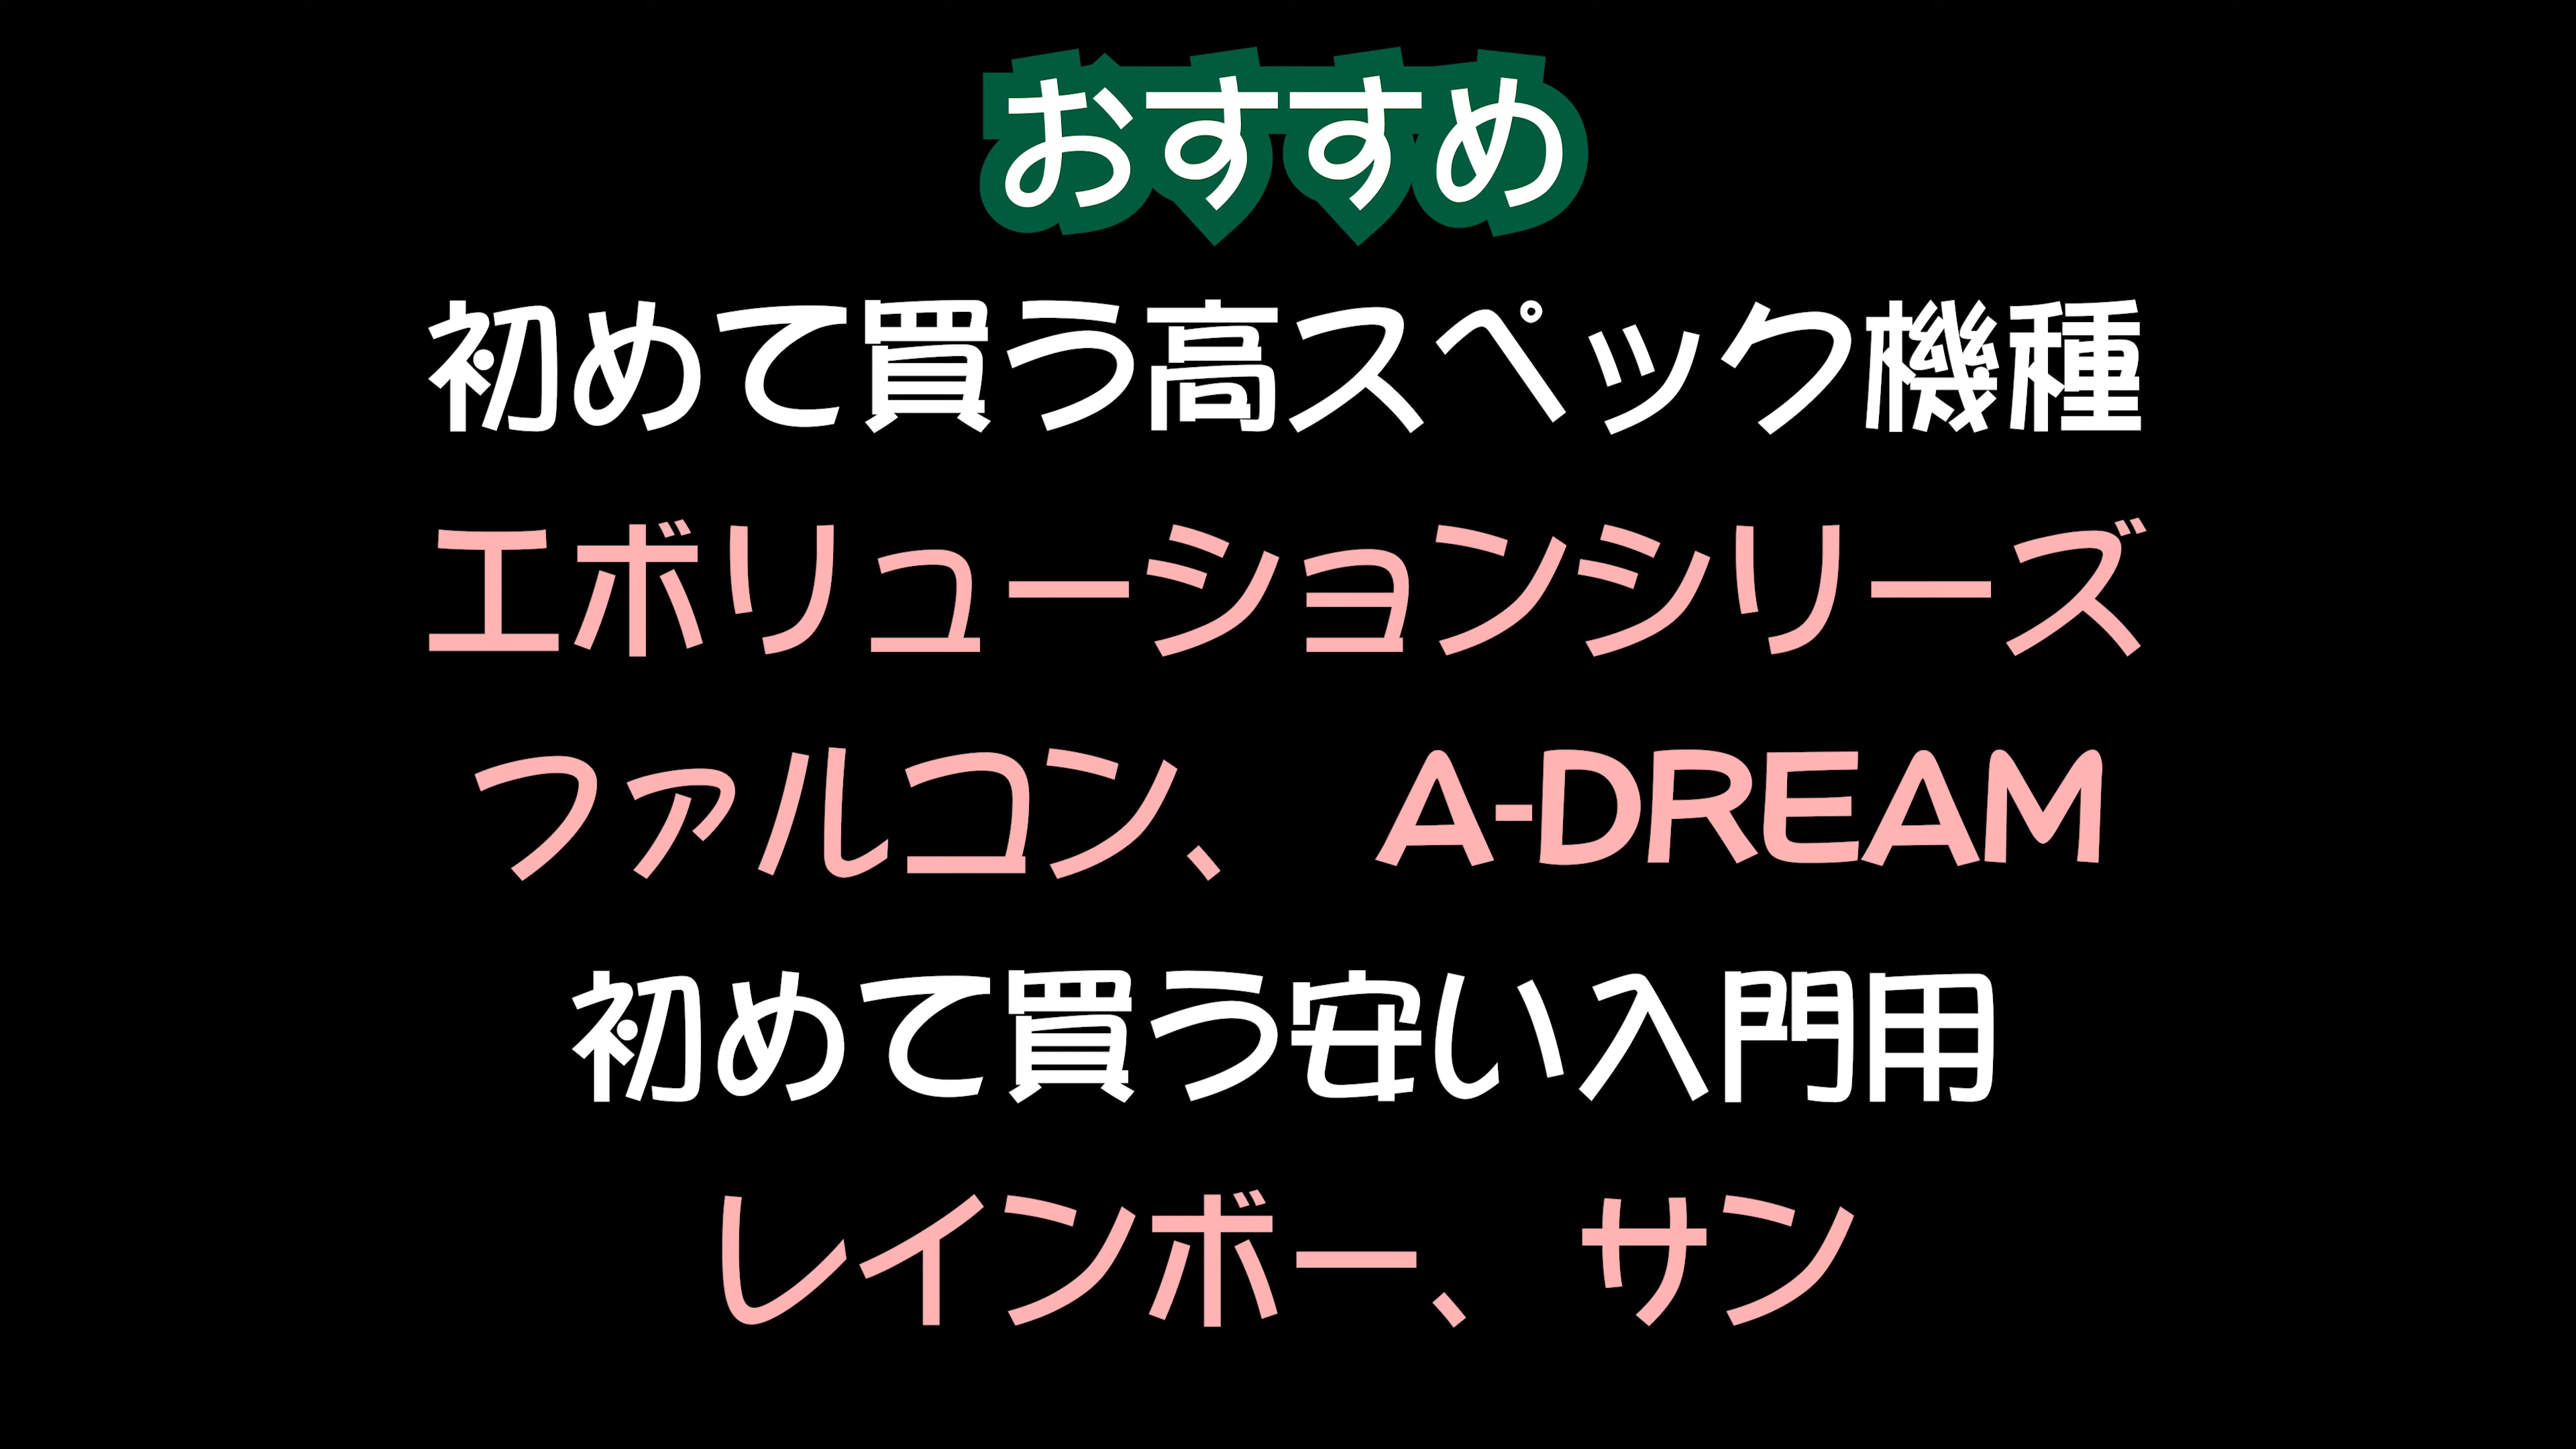 おすすめ
初めて買う高スペック機種
エボリューションシリーズ
ファルコン、 A-DREAM
初めて買う安い入門用
レインボー、サン